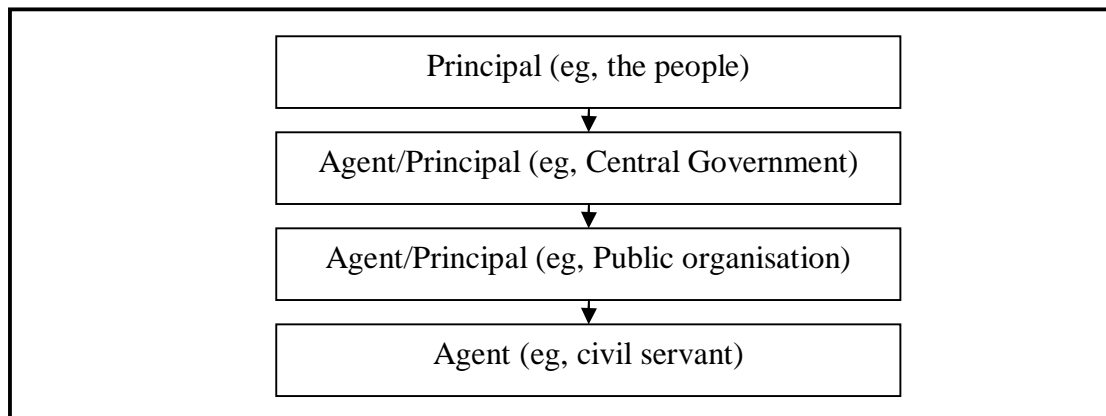 Principal (eg, the people)
Agent/Principal (eg, Central Government)
Agent/Principal (eg, Public organisation)
Agent (eg, civil servant)